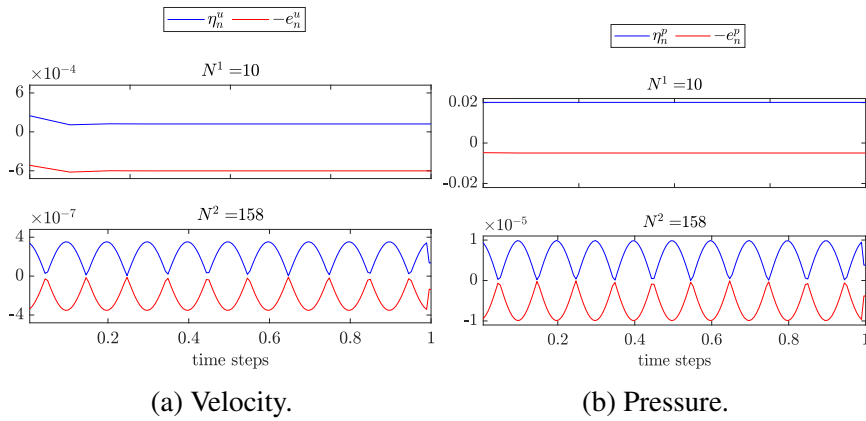 η_n^u −e_n^u
×10^-4
N^1 =10
6
0
-6
×10^-7
N^2 =158
4
0
-4
0.2 0.4 0.6 0.8 1
time steps
(a) Velocity.
η_n^p −e_n^p
N^1 =10
0.02
0
-0.02
×10^-5
N^2 =158
1
0
-1
0.2 0.4 0.6 0.8 1
time steps
(b) Pressure.